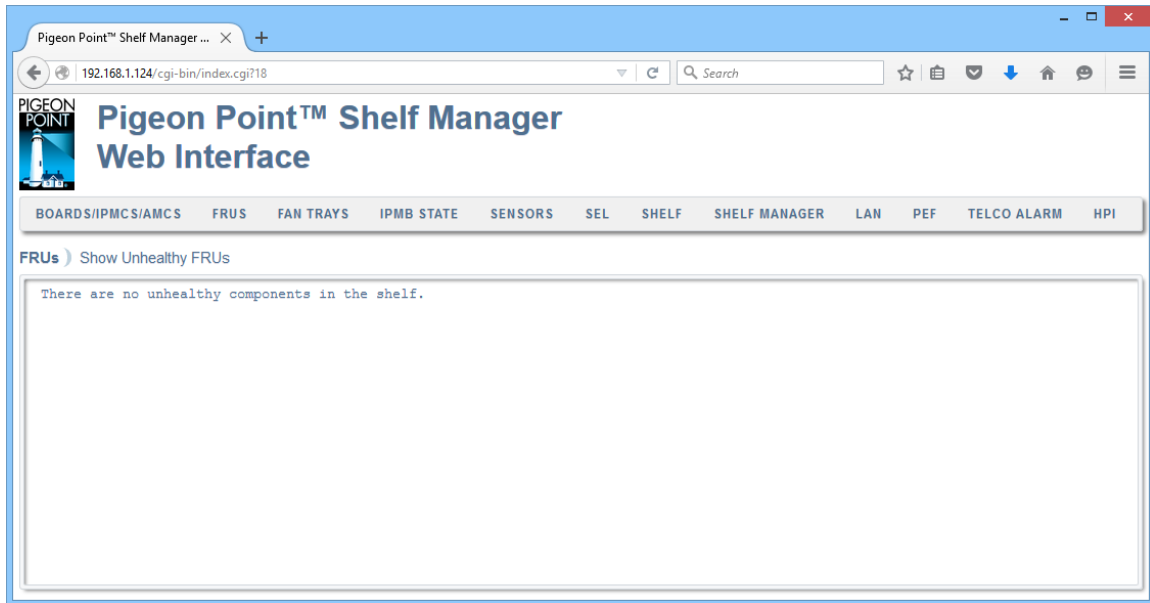 Pigeon Point™ Shelf Manager ...
192.168.1.124/cgi-bin/index.cgi?18
Search
PIGEON
POINT
Pigeon Point™ Shelf Manager
Web Interface
BOARDS/IPMCS/AMCS FRUS FAN TRAYS IPMB STATE SENSORS SEL SHELF SHELF MANAGER LAN PEF TELCO ALARM HPI
FRUs Show Unhealthy FRUs
There are no unhealthy components in the shelf.